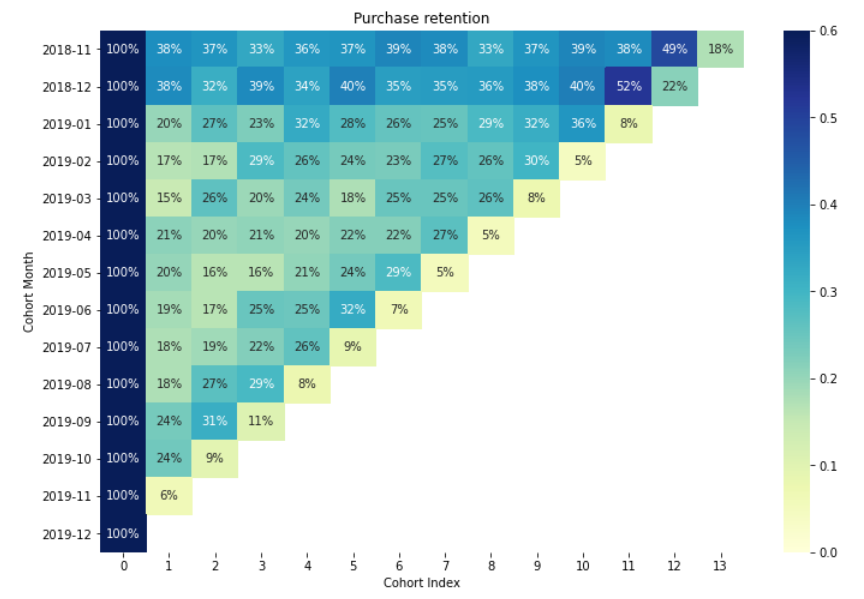 Purchase retention
2018-11 100% 38% 37% 33% 36% 37% 39% 38% 33% 37% 39% 38% 49% 18%
2018-12 100% 38% 32% 39% 34% 40% 35% 35% 36% 38% 40% 52% 22%
2019-01 100% 20% 27% 23% 32% 28% 26% 25% 29% 32% 36% 8%
2019-02 100% 17% 17% 29% 26% 24% 23% 27% 26% 30% 5%
2019-03 100% 15% 26% 20% 24% 18% 25% 25% 26% 8%
2019-04 100% 21% 20% 21% 20% 22% 22% 27% 5%
2019-05 100% 20% 16% 16% 21% 24% 29% 5%
2019-06 100% 19% 17% 25% 25% 32% 7%
2019-07 100% 18% 19% 22% 26% 9%
2019-08 100% 18% 27% 29% 8%
2019-09 100% 24% 31% 11%
2019-10 100% 24% 9%
2019-11 100% 6%
2019-12 100%
0 1 2 3 4 5 6 7 8 9 10 11 12 13
Cohort Index
Cohort Month
0.6
0.5
0.4
0.3
0.2
0.1
0.0